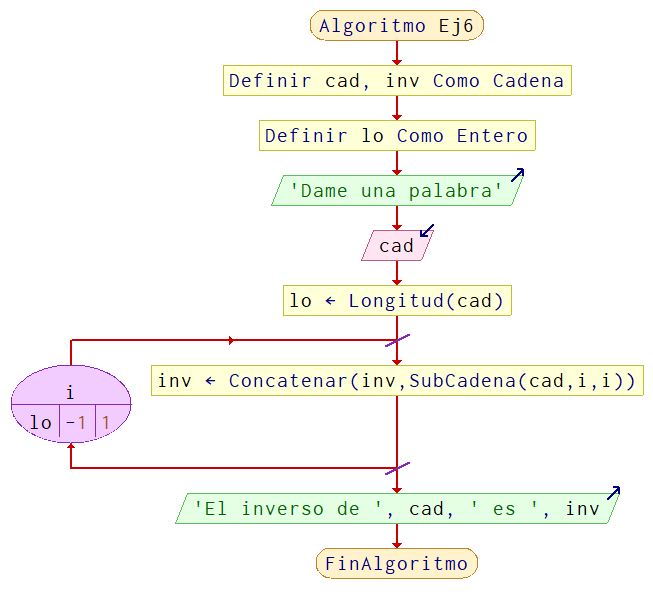 Algoritmo Ej6
Definir cad, inv Como Cadena
Definir lo Como Entero
'Dame una palabra'
cad
lo ← Longitud(cad)
i
lo -1 1
inv ← Concatenar(inv,SubCadena(cad,i,i))
'El inverso de ', cad, ' es ', inv
FinAlgoritmo